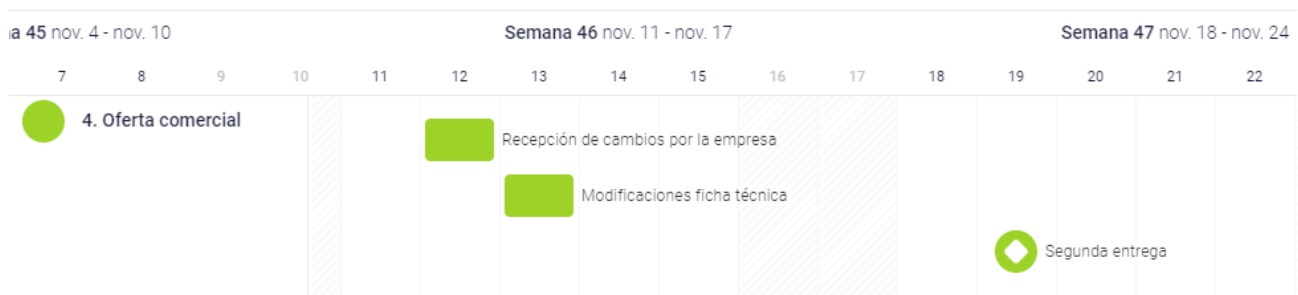 a 45 nov. 4 - nov. 10 Semana 46 nov. 11 - nov. 17 Semana 47 nov. 18 - nov. 24
7 8 9 10 11 12 13 14 15 16 17 18 19 20 21 22
4. Oferta comercial
Recepción de cambios por la empresa
Modificaciones ficha técnica
Segunda entrega